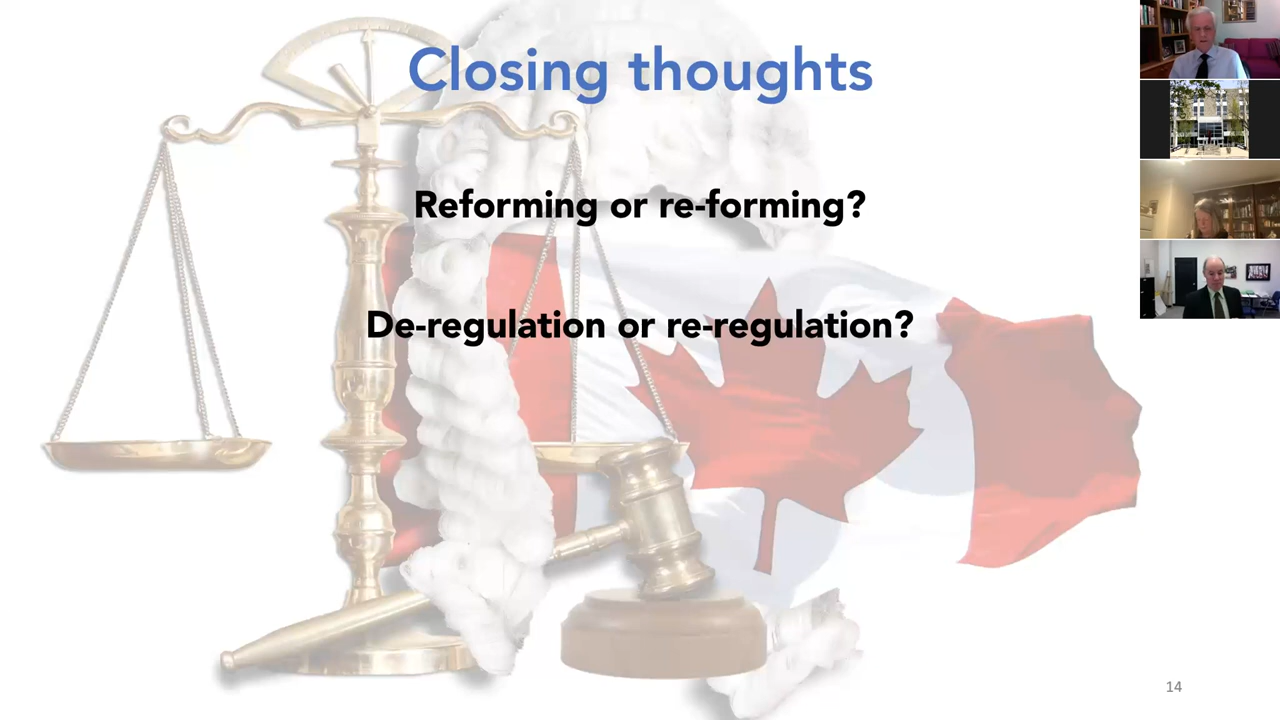 Closing thoughts
Reforming or re-forming?
De-regulation or re-regulation?
14